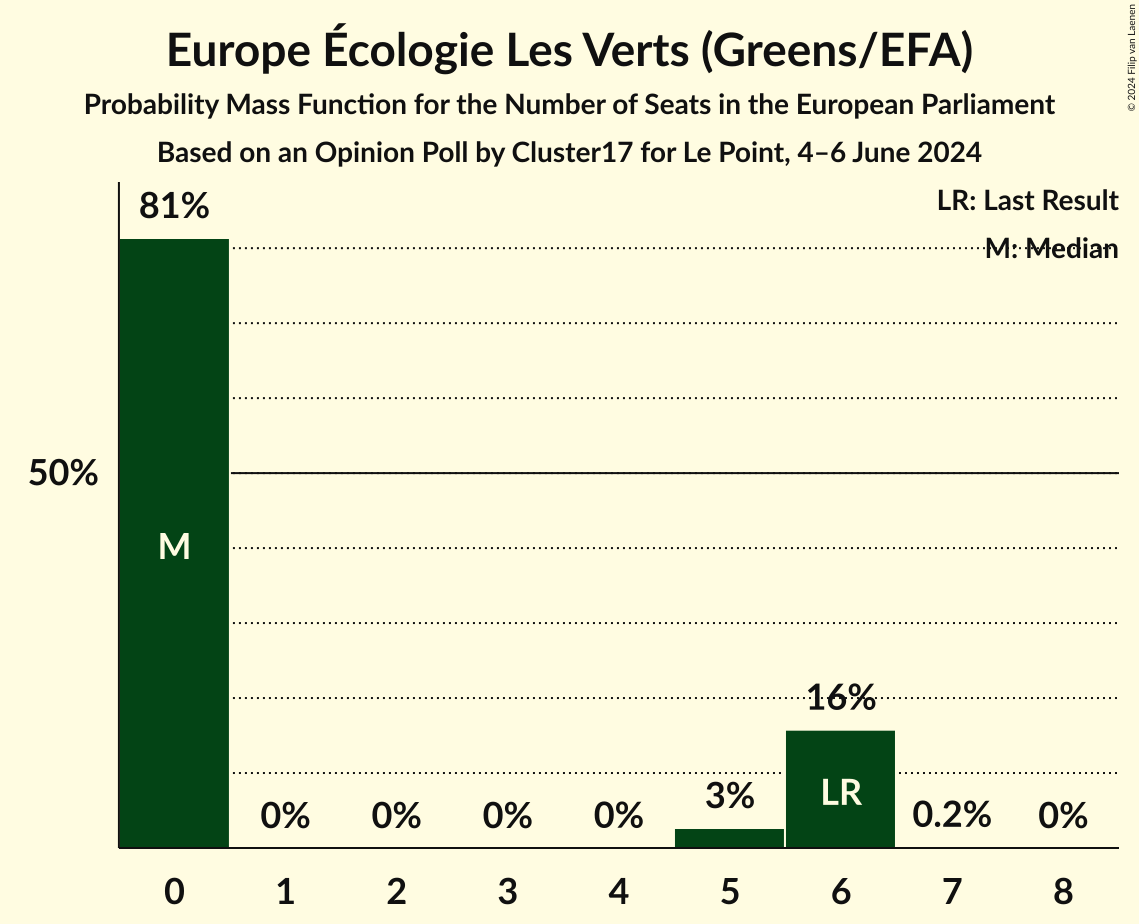 Europe Écologie Les Verts (Greens/EFA)
Probability Mass Function for the Number of Seats in the European Parliament
Based on an Opinion Poll by Cluster17 for Le Point, 4–6 June 2024
© 2024 Filip van Laenen
LR: Last Result
M: Median
81%
50%
M
16%
LR
3%
0% 0% 0% 0% 0.2% 0%
0 1 2 3 4 5 6 7 8